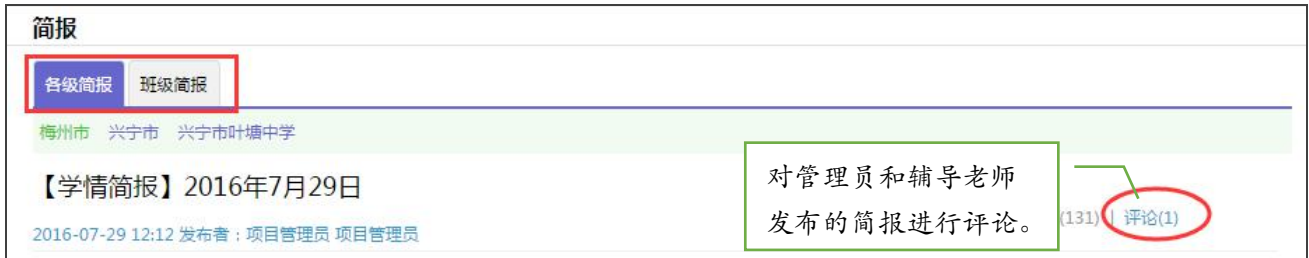 简报
各级简报 班级简报
梅州市 兴宁市 兴宁市叶塘中学
【学情简报】2016年7月29日
对管理员和辅导老师
发布的简报进行评论。
(131) | 评论(1)
2016-07-29 12:12 发布者：项目管理员 项目管理员